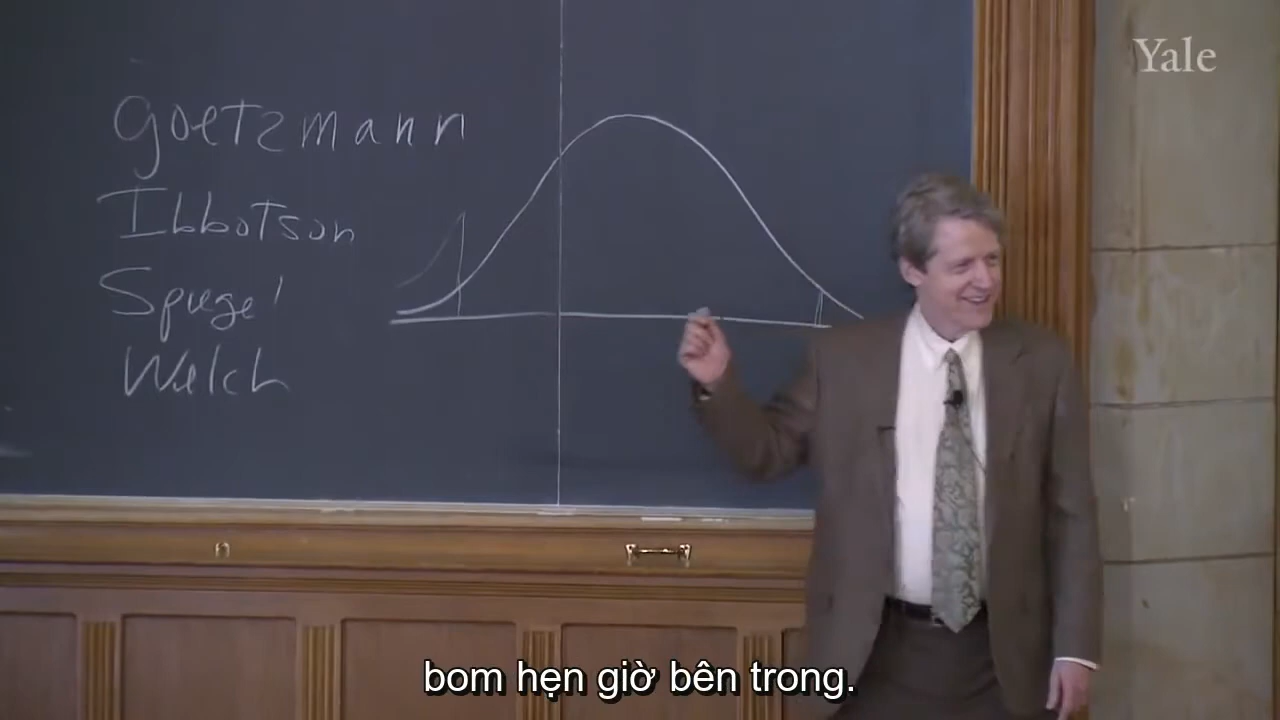 Yale
Goetzmann
Ibbotson
Spiegel
Welch
bom hẹn giờ bên trong.